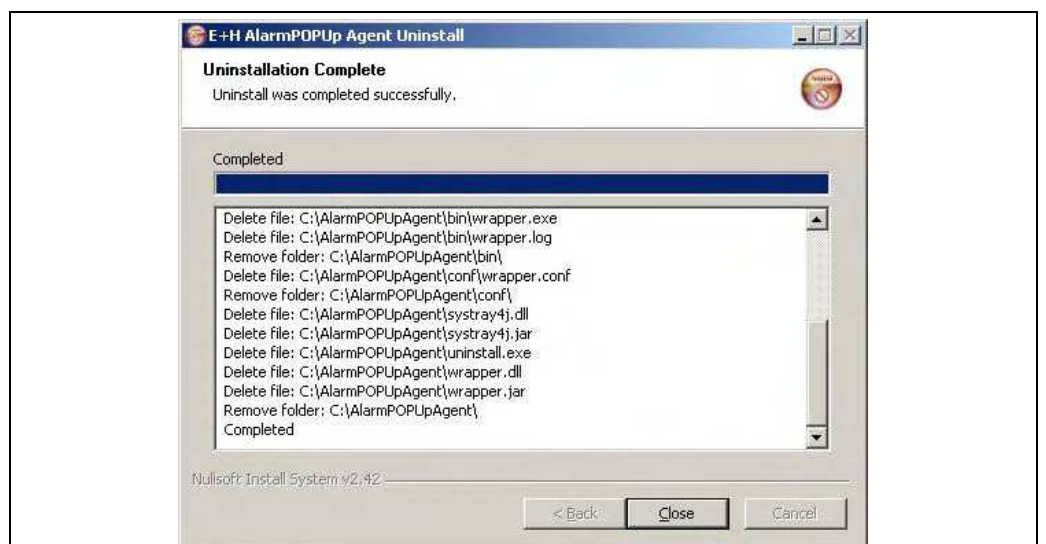 E+H AlarmPOPUp Agent Uninstall
Uninstallation Complete
Uninstall was completed successfully.
Completed
Delete file: C:\AlarmPOPUpAgent\bin\wrapper.exe
Delete file: C:\AlarmPOPUpAgent\bin\wrapper.log
Remove folder: C:\AlarmPOPUpAgent\bin\
Delete file: C:\AlarmPOPUpAgent\conf\wrapper.conf
Remove folder: C:\AlarmPOPUpAgent\conf\
Delete file: C:\AlarmPOPUpAgent\systray4j.dll
Delete file: C:\AlarmPOPUpAgent\systray4j.jar
Delete file: C:\AlarmPOPUpAgent\uninstall.exe
Delete file: C:\AlarmPOPUpAgent\wrapper.dll
Delete file: C:\AlarmPOPUpAgent\wrapper.jar
Remove folder: C:\AlarmPOPUpAgent\
Completed
Nullsoft Install System v2.42
< Back Close Cancel